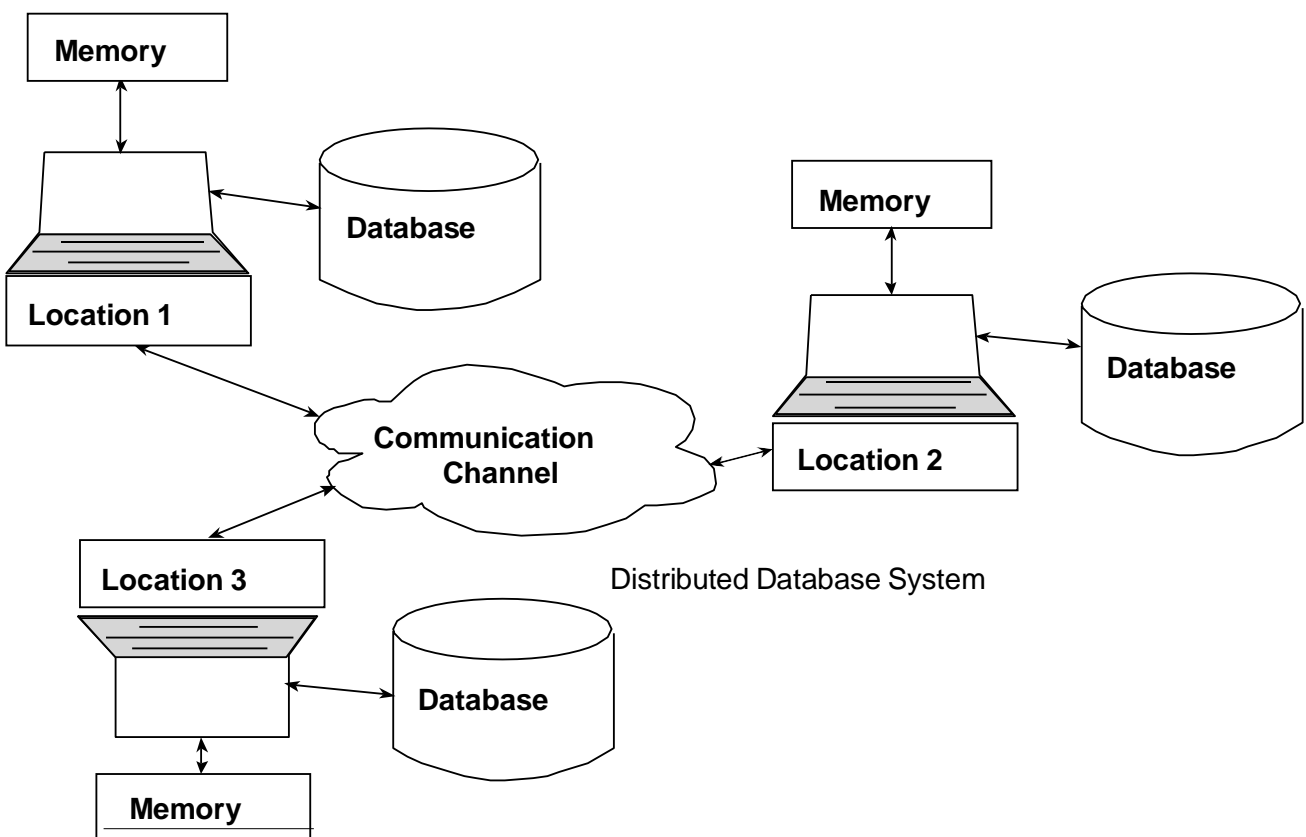 Memory
Database
Location 1
Memory
Database
Location 2
Communication
Channel
Location 3
Distributed Database System
Database
Memory